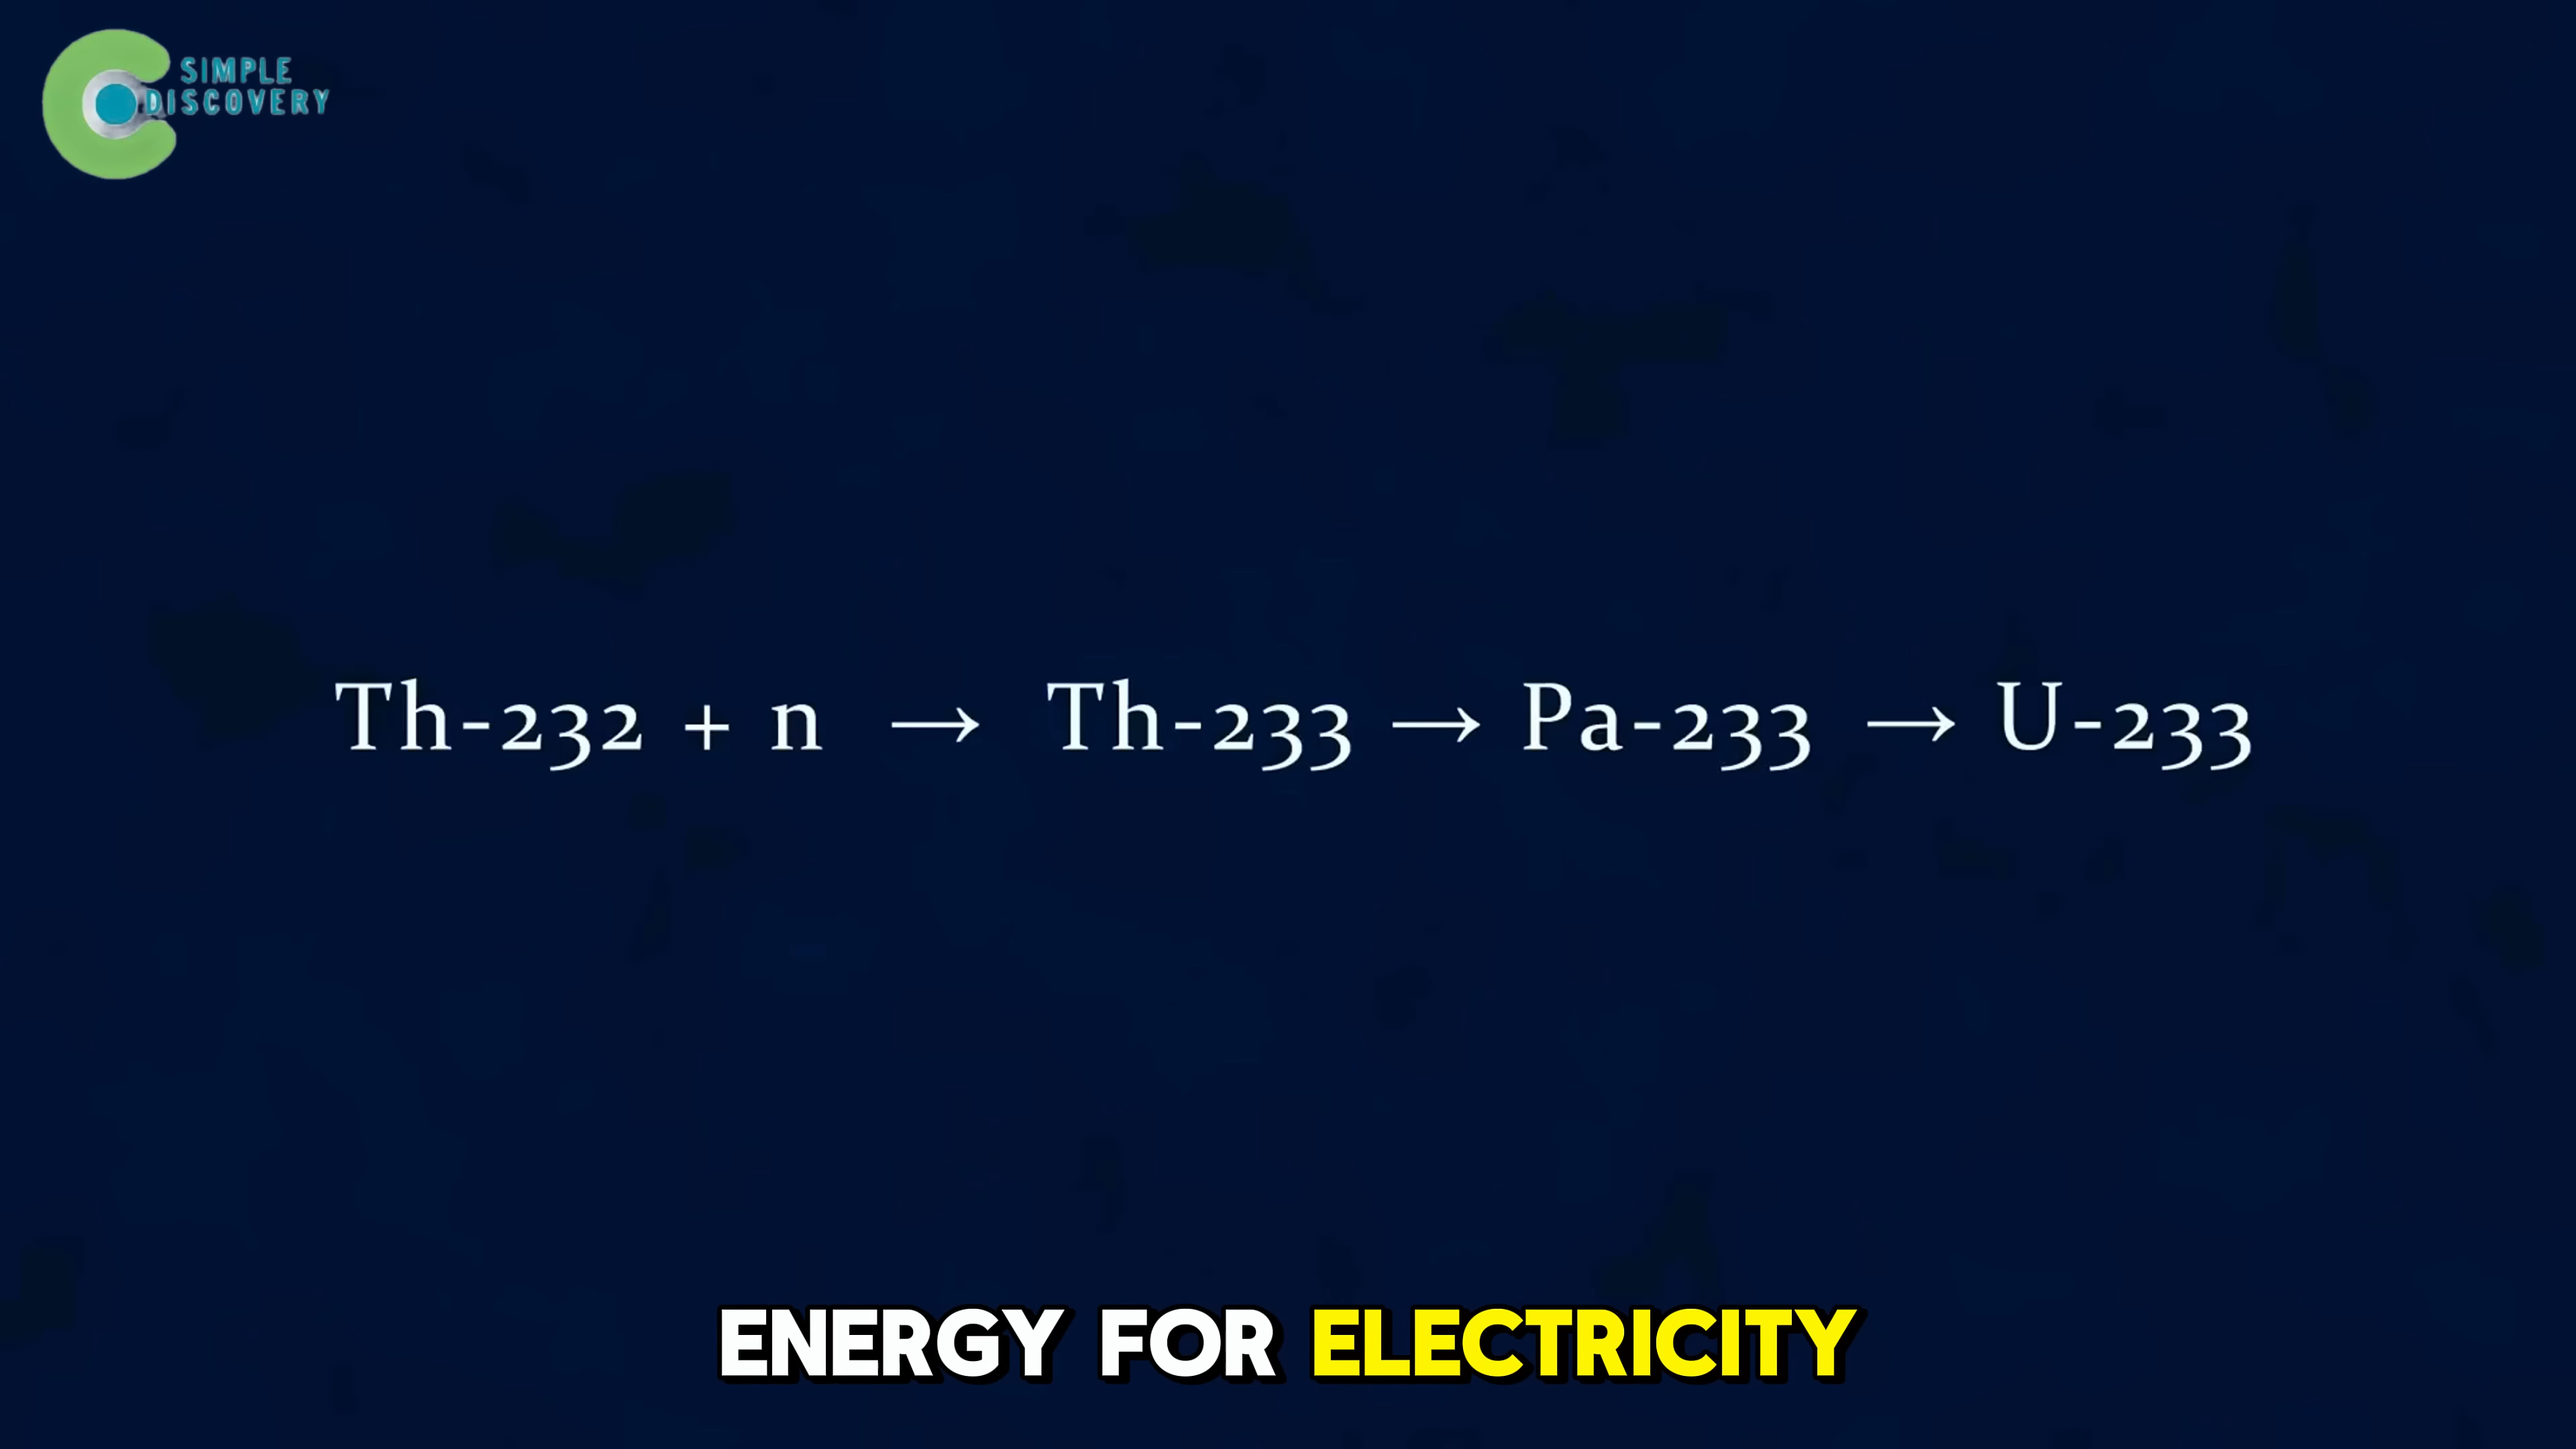 SIMPLE
DISCOVERY
Th-232 + n → Th-233 → Pa-233 → U-233
ENERGY FOR ELECTRICITY